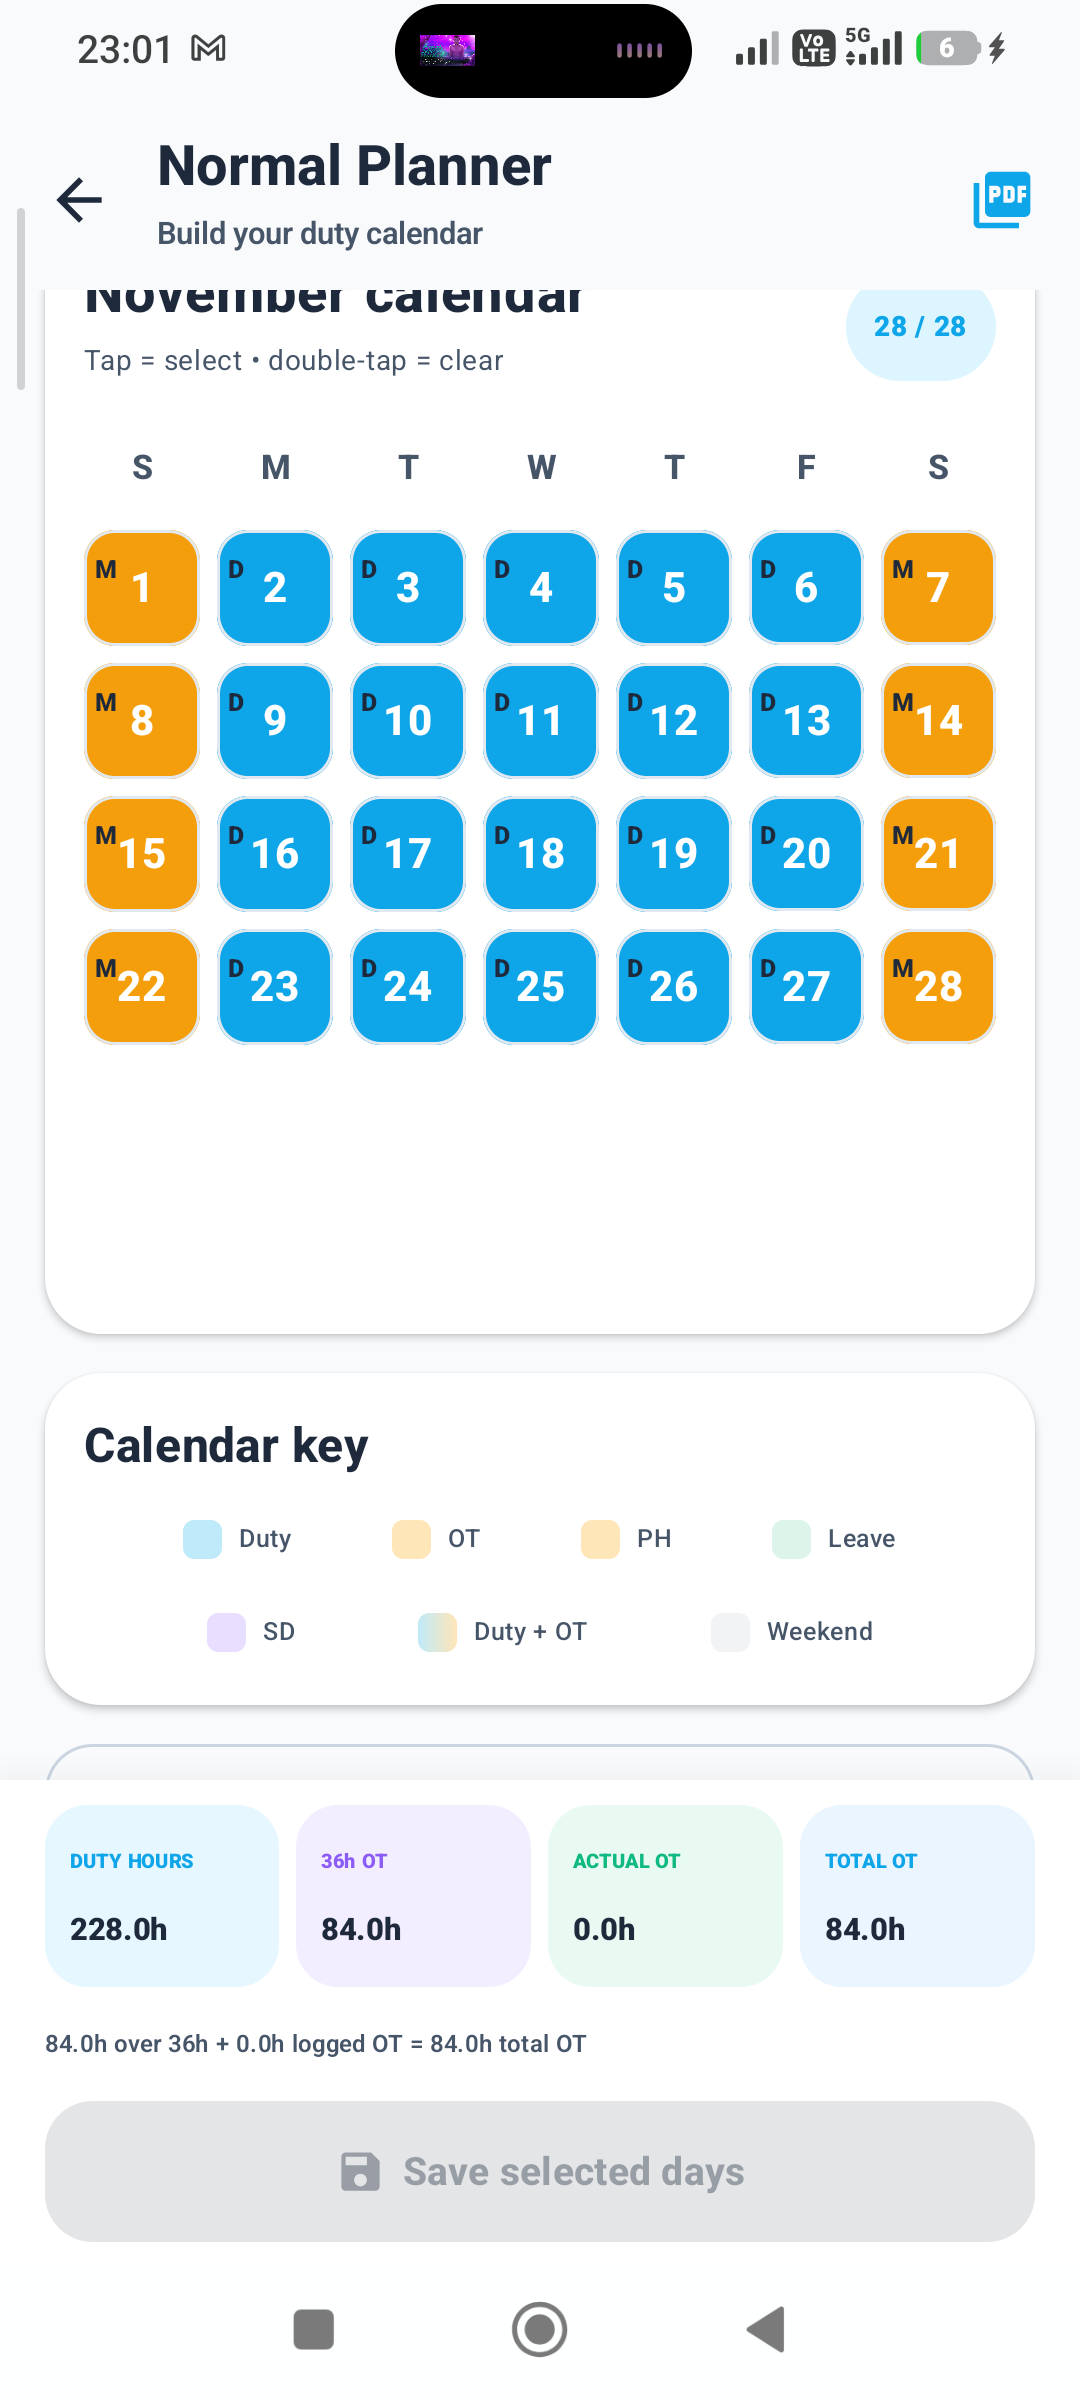 23:01
Vo LTE
5G
6
Normal Planner
PDF
Build your duty calendar
November calendar
28 / 28
Tap = select • double-tap = clear
S M T W T F S
M 1 D 2 D 3 D 4 D 5 D 6 M 7
M 8 D 9 D 10 D 11 D 12 D 13 M 14
M 15 D 16 D 17 D 18 D 19 D 20 M 21
M 22 D 23 D 24 D 25 D 26 D 27 M 28
Calendar key
Duty OT PH Leave
SD Duty + OT Weekend
DUTY HOURS 36h OT ACTUAL OT TOTAL OT
228.0h 84.0h 0.0h 84.0h
84.0h over 36h + 0.0h logged OT = 84.0h total OT
Save selected days